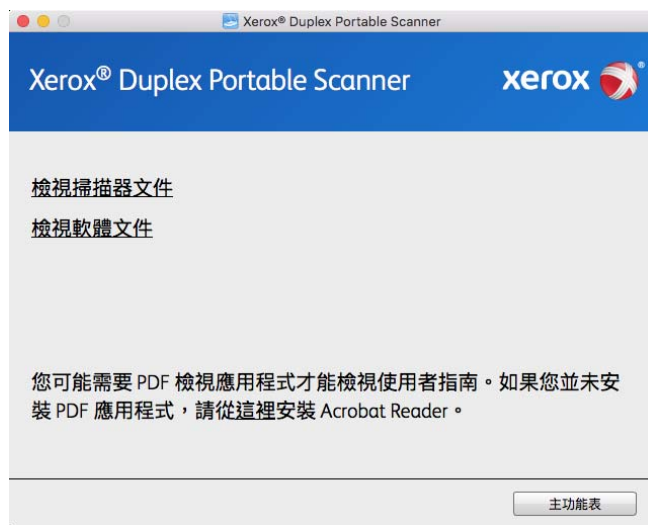 Xerox® Duplex Portable Scanner
Xerox® Duplex Portable Scanner
xerox®
檢視掃描器文件
檢視軟體文件
您可能需要 PDF 檢視應用程式才能檢視使用者指南。如果您並未安
裝 PDF 應用程式，請從這裡安裝 Acrobat Reader。
主功能表